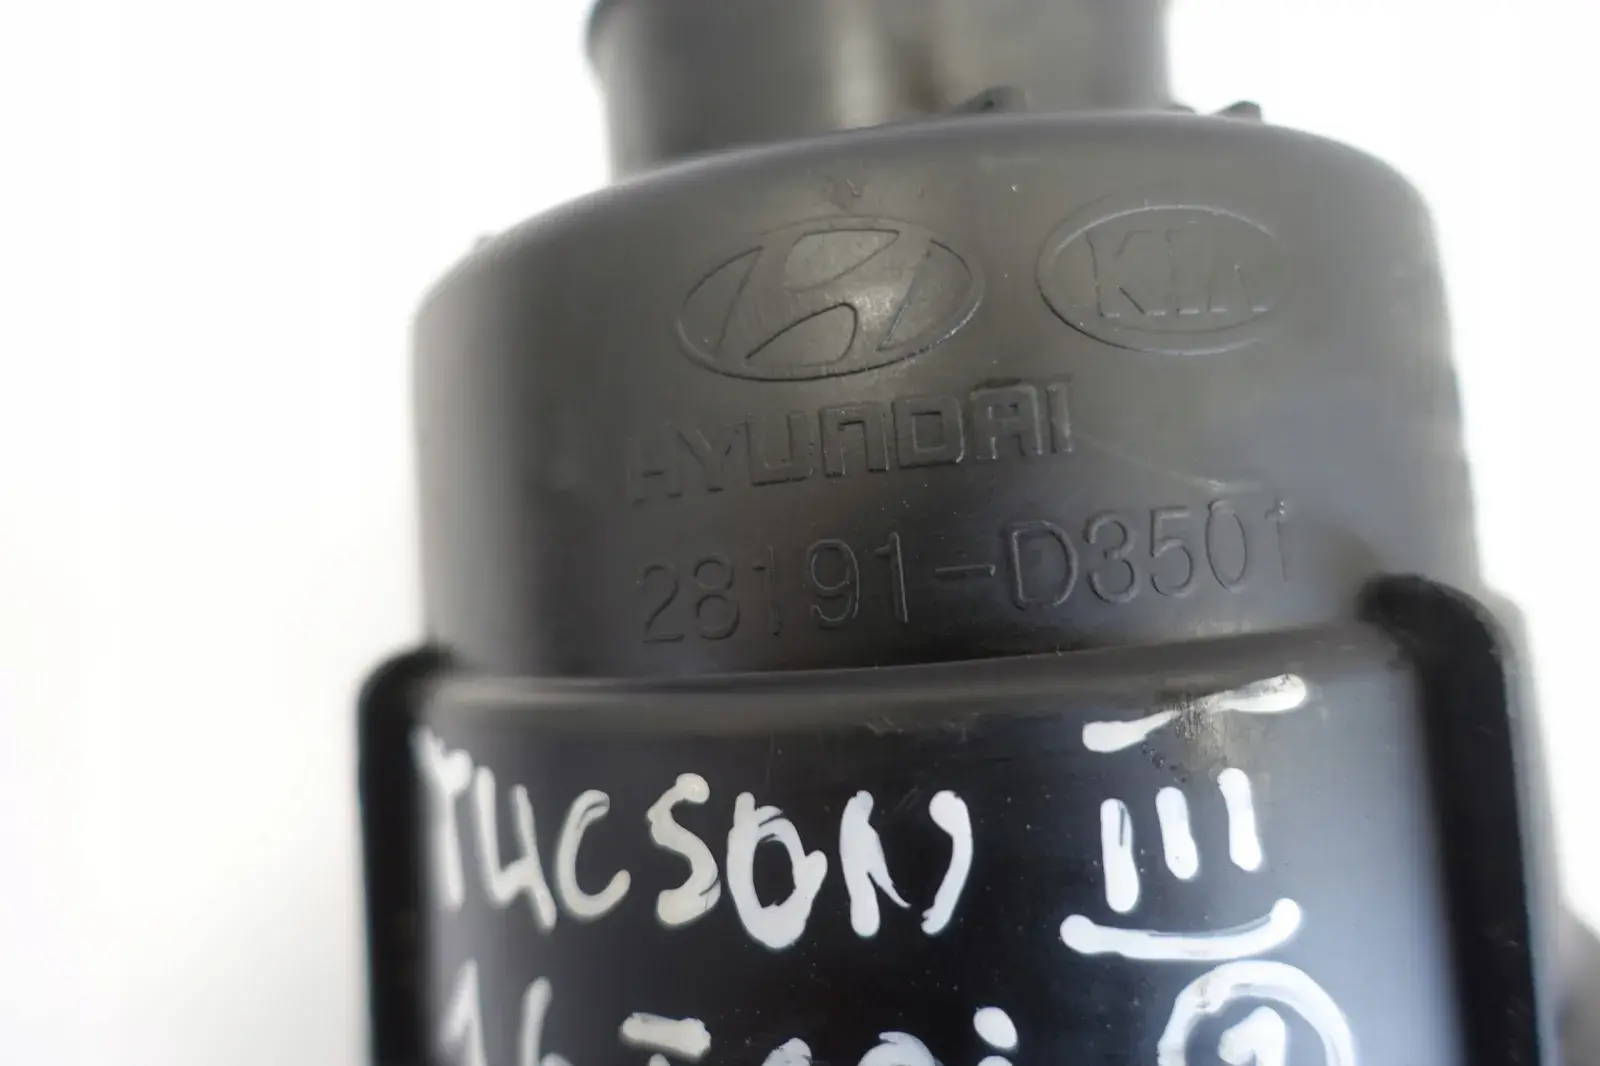 KIA
HYUNDAI
28191-D3501
TUCSON III